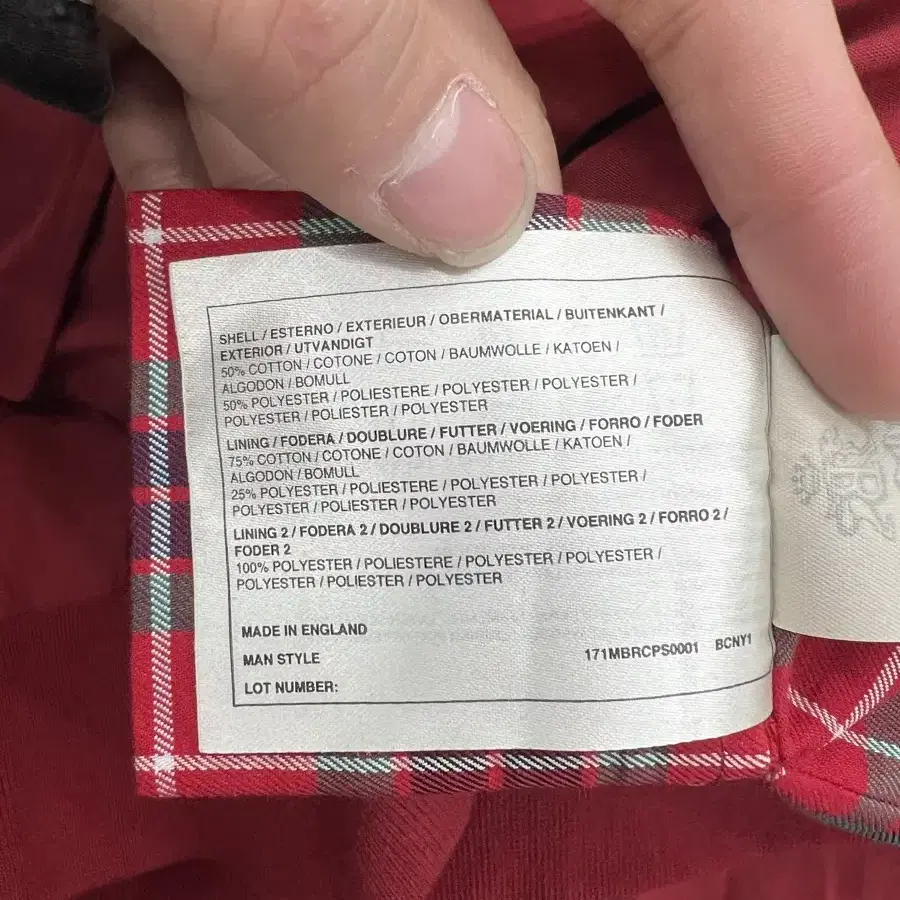 SHELL / ESTERNO / EXTERIEUR / OBERMATERIAL / BUITENKANT /
EXTERIOR / UTVANDIGT
50% COTTON / COTONE / COTON / BAUMWOLLE / KATOEN /
ALGODON / BOMULL
50% POLYESTER / POLIESTERE / POLYESTER / POLYESTER /
POLYESTER / POLIESTER / POLYESTER
LINING / FODERA / DOUBLURE / FUTTER / VOERING / FORRO / FODER
75% COTTON / COTONE / COTON / BAUMWOLLE / KATOEN /
ALGODON / BOMULL
25% POLYESTER / POLIESTERE / POLYESTER / POLYESTER /
POLYESTER / POLIESTER / POLYESTER
LINING 2 / FODERA 2 / DOUBLURE 2 / FUTTER 2 / VOERING 2 / FORRO 2 /
FODER 2
100% POLYESTER / POLIESTERE / POLYESTER / POLYESTER /
POLYESTER / POLIESTER / POLYESTER
MADE IN ENGLAND
MAN STYLE 171MBRCPS0001 BCNY1
LOT NUMBER: